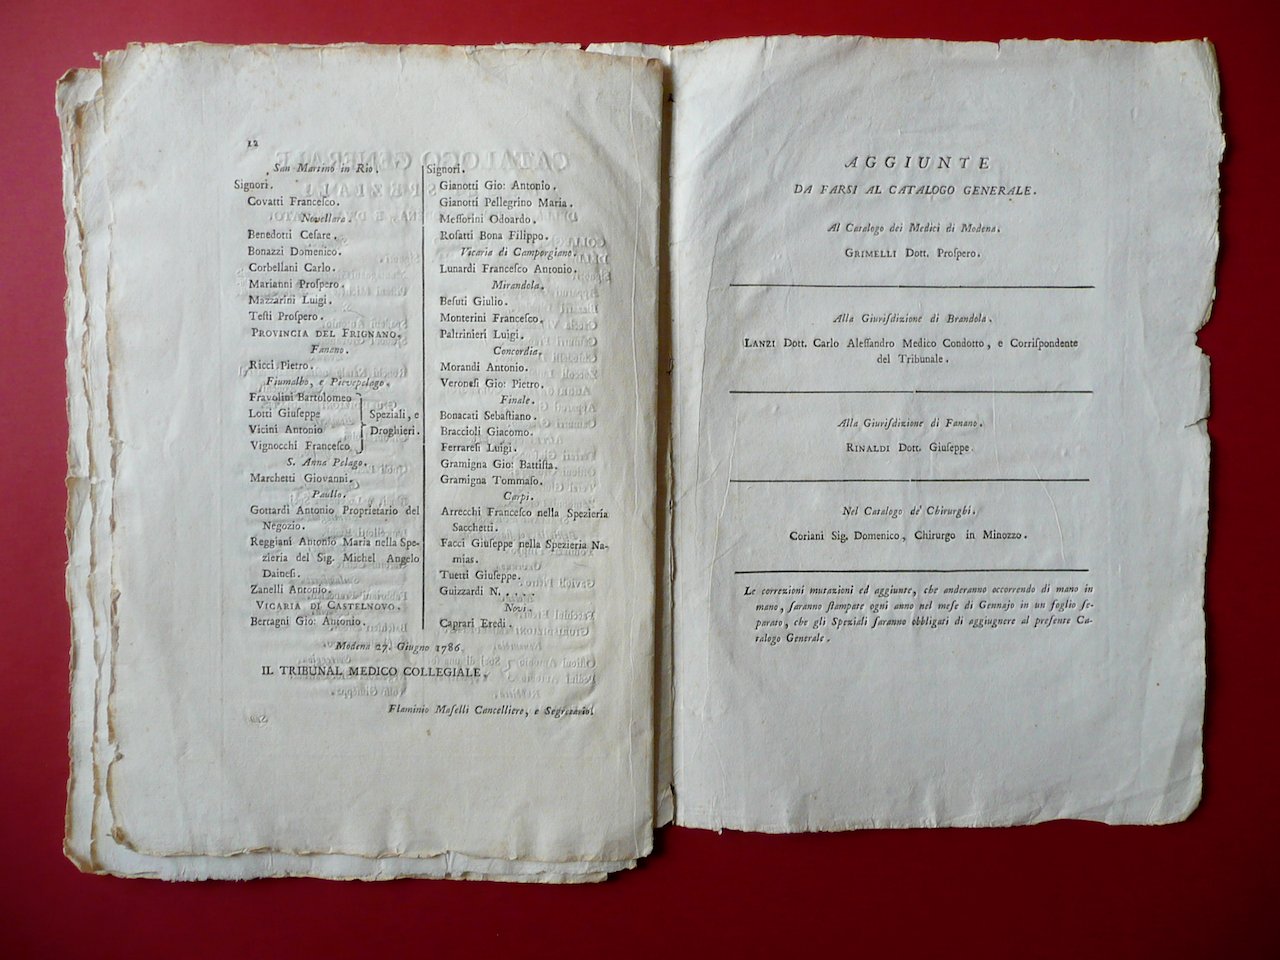 12
San Martino in Rio.
Signori.
Covatti Francesco.
Novellara.
Benedotti Cesare.
Bonazzi Domenico.
Corbellani Carlo.
Marianni Prospero.
Mazzarini Luigi.
Testi Prospero.
PROVINCIA DEL FRIGNANO.
Fanano.
Ricci Pietro.
Fiumalbo, e Pievepelago.
Fravolini Bartolomeo
Lotti Giuseppe
Vicini Antonio
Vignocchi Francesco
Speziali, e
Droghieri.
S. Anna Pelago.
Marchetti Giovanni.
Paullo.
Gottardi Antonio Proprietario del
Negozio.
Reggiani Antonio Maria nella Spe-
zieria del Sig. Michel Angelo
Dainesi.
Zanelli Antonio.
VICARIA DI CASTELNOVO.
Bertagni Gio: Antonio.
Signori.
Gianotti Gio: Antonio.
Gianotti Pellegrino Maria.
Messorini Odoardo.
Rosatti Bona Filippo.
Vicaria di Camporgiano.
Lunardi Francesco Antonio.
Mirandola.
Besuti Giulio.
Monterini Francesco.
Paltrinieri Luigi.
Concordia.
Morandi Antonio.
Veronesi Gio: Pietro.
Finale.
Bonacati Sebastiano.
Braccioli Giacomo.
Ferraresi Luigi.
Gramigna Gio: Battista.
Gramigna Tommaso.
Carpi.
Arrecchi Francesco nella Spezieria
Sacchetti.
Facci Giuseppe nella Spezieria Na-
mias.
Tuetti Giuseppe.
Guizzardi N. . . . .
Novi.
Caprari Eredi.
Modena 27. Giugno 1786.
IL TRIBUNAL MEDICO COLLEGIALE.
Flaminio Maselli Cancelliere, e Segretario.
AGGIUNTE
DA FARSI AL CATALOGO GENERALE.
Al Catalogo dei Medici di Modena.
GRIMELLI Dott. Prospero.
Alla Giurisdizione di Brandola.
LANZI Dott. Carlo Alessandro Medico Condotto, e Corrispondente
del Tribunale.
Alla Giurisdizione di Fanano.
RINALDI Dott. Giuseppe.
Nel Catalogo de' Chirurghi.
Coriani Sig. Domenico, Chirurgo in Minozzo.
Le correzioni mutazioni ed aggiunte, che anderanno occorrendo di mano in
mano, saranno stampate ogni anno nel mese di Gennajo in un foglio se-
parato, che gli Speziali saranno obbligati di aggiugnere al presente Ca-
talogo Generale.